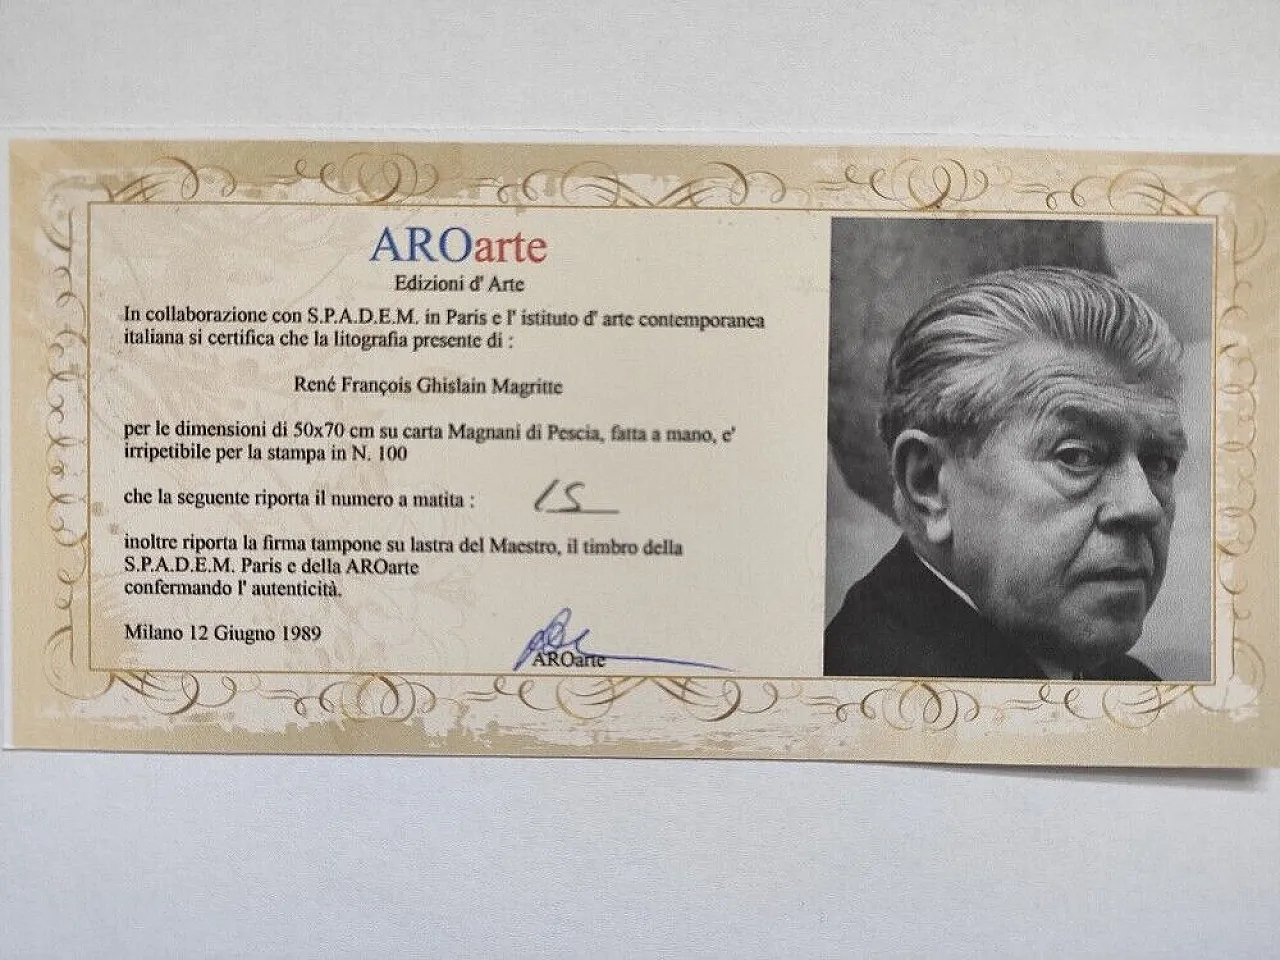 AROarte
Edizioni d' Arte
In collaborazione con S.P.A.D.E.M. in Paris e l' istituto d' arte contemporanea
italiana si certifica che la litografia presente di :
René François Ghislain Magritte
per le dimensioni di 50x70 cm su carta Magnani di Pescia, fatta a mano, e'
irripetibile per la stampa in N. 100
che la seguente riporta il numero a matita : 15
inoltre riporta la firma tampone su lastra del Maestro, il timbro della
S.P.A.D.E.M. Paris e della AROarte
confermando l' autenticità.
Milano 12 Giugno 1989
AROarte